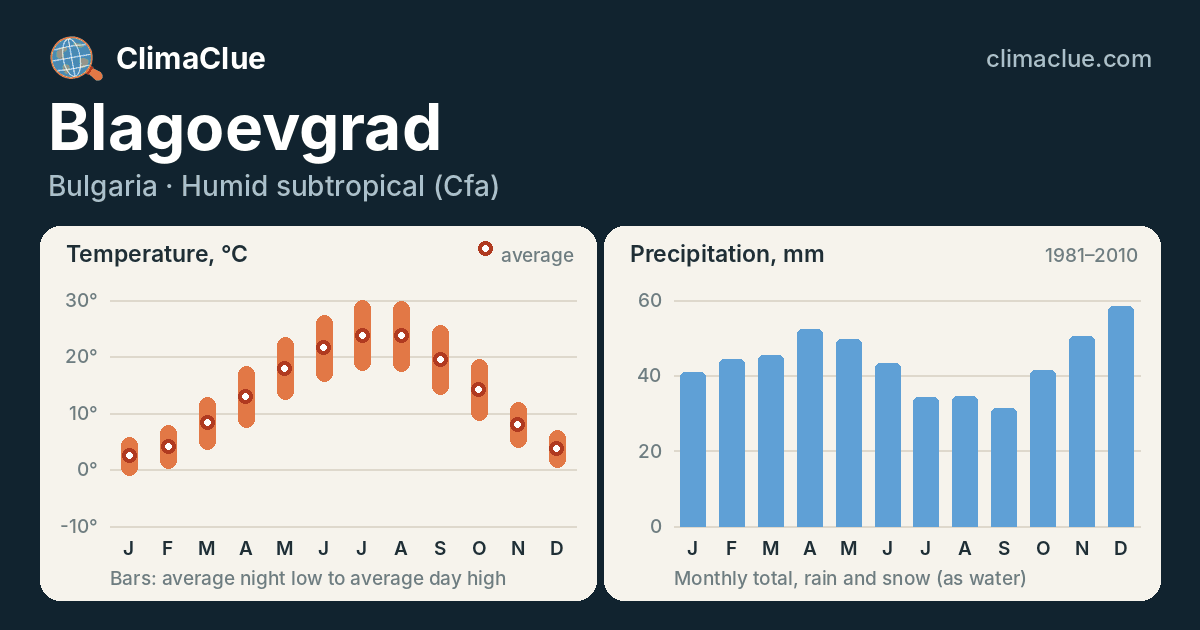 ClimaClue
climaclue.com
Blagoevgrad
Bulgaria · Humid subtropical (Cfa)
Temperature, °C
average
30°
20°
10°
0°
-10°
J F M A M J J A S O N D
Bars: average night low to average day high
Precipitation, mm
1981–2010
60
40
20
0
J F M A M J J A S O N D
Monthly total, rain and snow (as water)